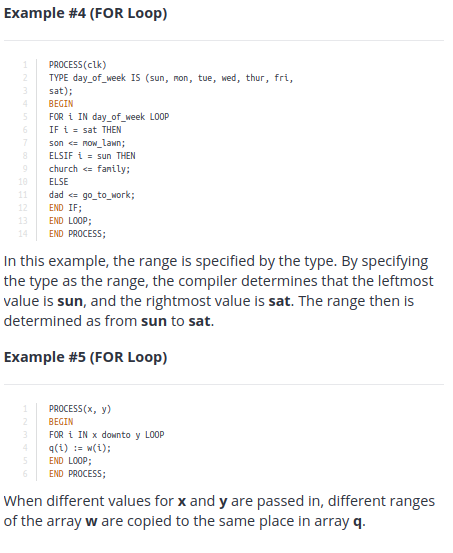 Example #4 (FOR Loop)
1 PROCESS(clk)
2 TYPE day_of_week IS (sun, mon, tue, wed, thur, fri,
3 sat);
4 BEGIN
5 FOR i IN day_of_week LOOP
6 IF i = sat THEN
7 son <= mow_lawn;
8 ELSIF i = sun THEN
9 church <= family;
10 ELSE
11 dad <= go_to_work;
12 END IF;
13 END LOOP;
14 END PROCESS;
In this example, the range is specified by the type. By specifying
the type as the range, the compiler determines that the leftmost
value is sun, and the rightmost value is sat. The range then is
determined as from sun to sat.
Example #5 (FOR Loop)
1 PROCESS(x, y)
2 BEGIN
3 FOR i IN x downto y LOOP
4 q(i) := w(i);
5 END LOOP;
6 END PROCESS;
When different values for x and y are passed in, different ranges
of the array w are copied to the same place in array q.